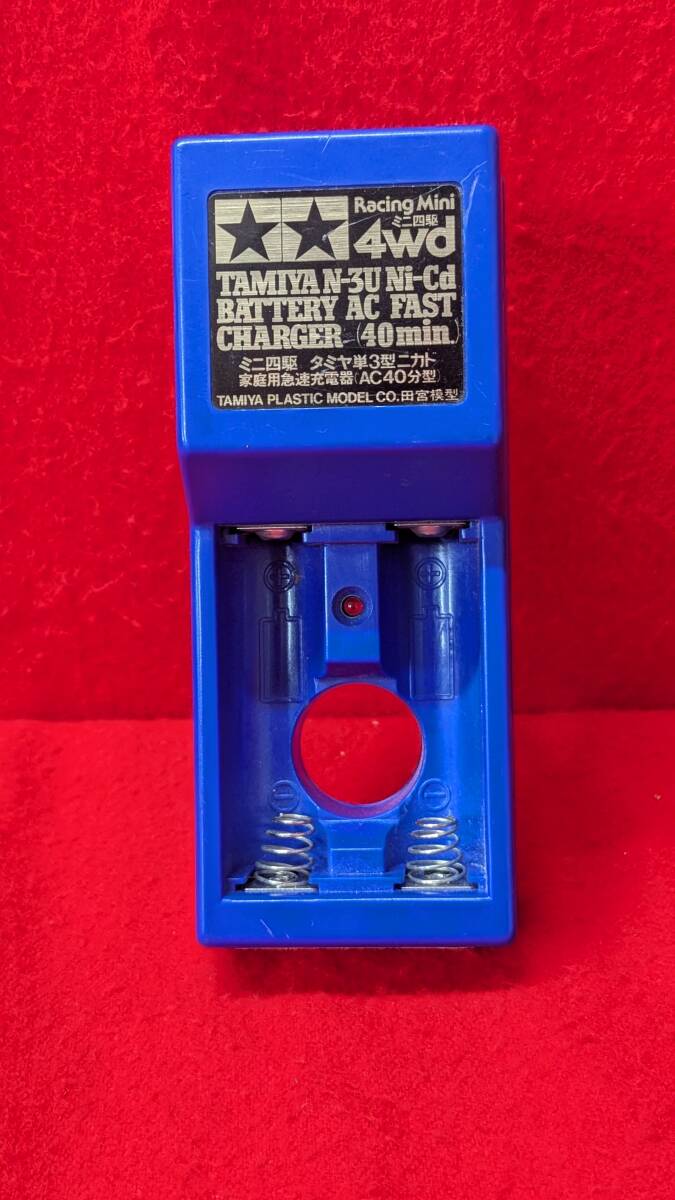 Racing Mini
ミニ四駆
4wd
TAMIYA N-3U Ni-Cd
BATTERY AC FAST
CHARGER (40min.)
ミニ四駆 タミヤ単3型ニカド
家庭用急速充電器(AC40分型)
TAMIYA PLASTIC MODEL CO.田宮模型
+ +
- -